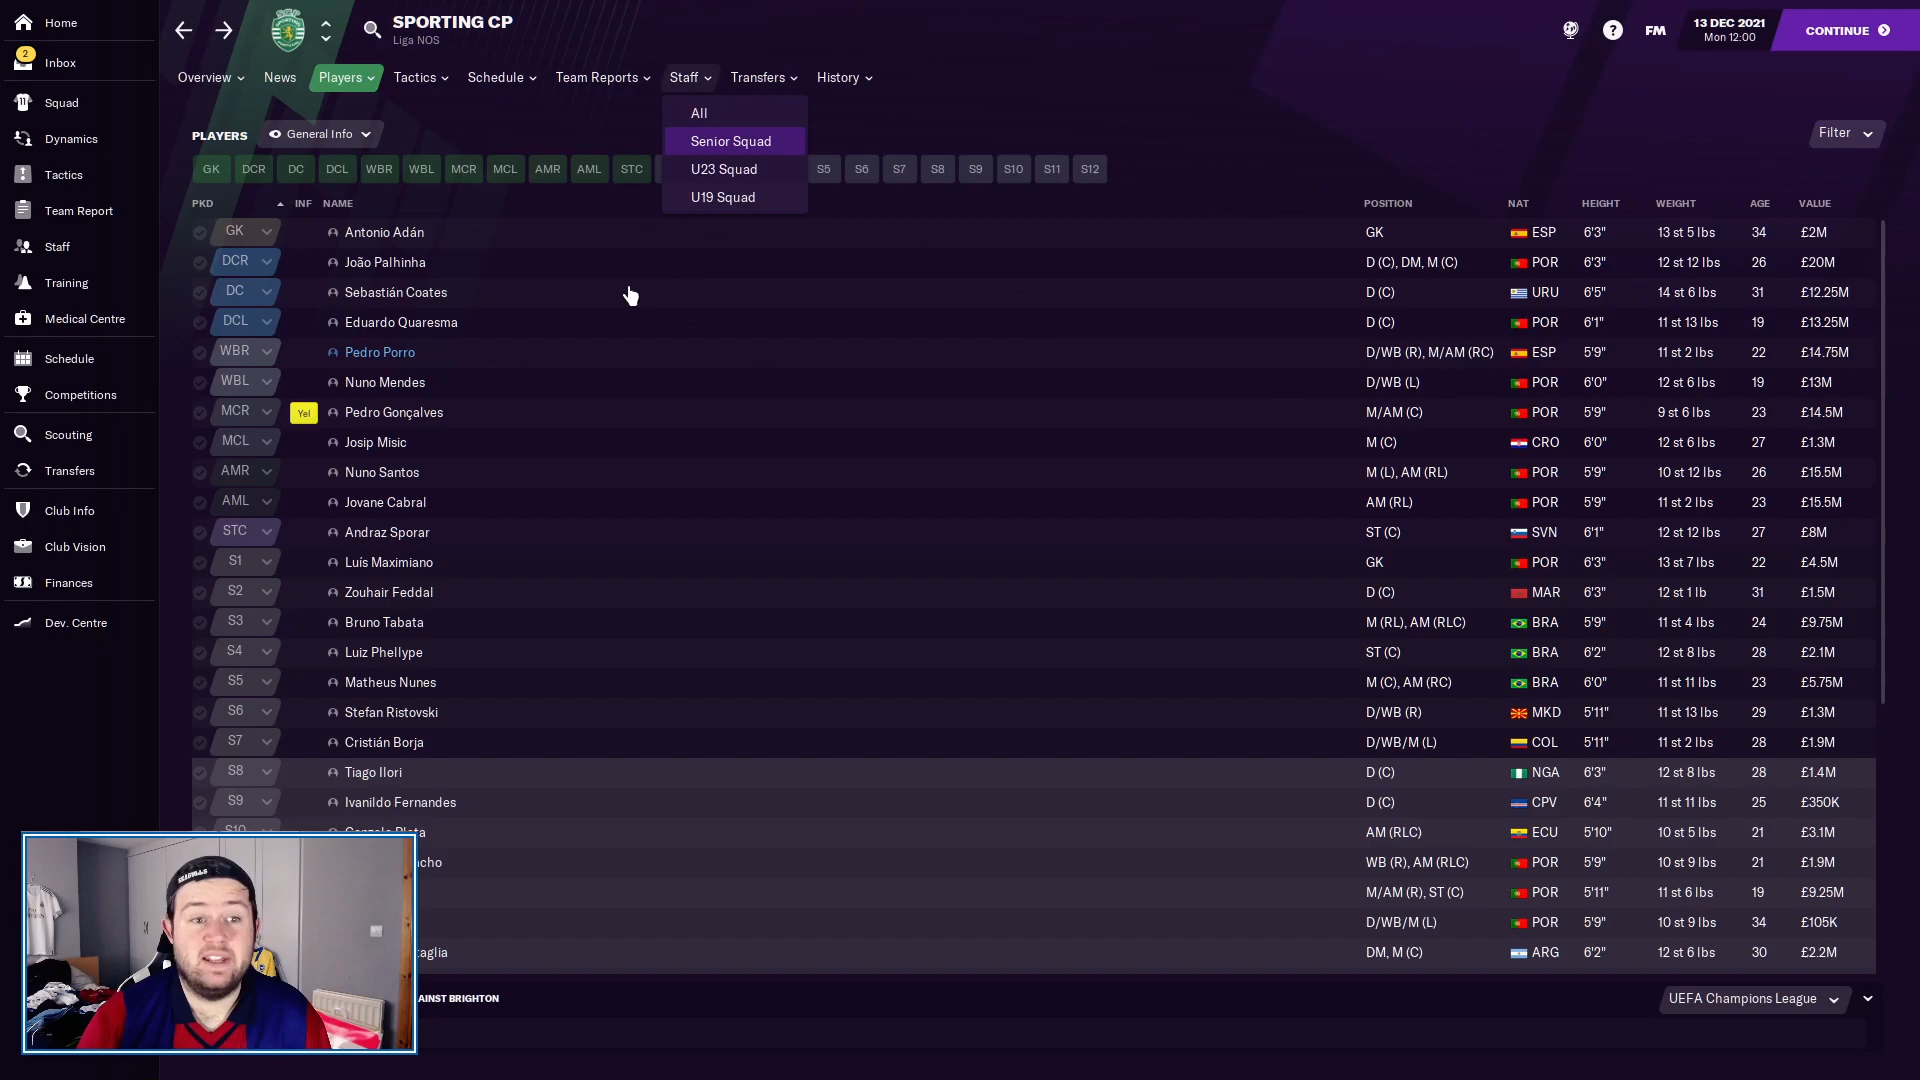 Home
SPORTING CP
Liga NOS
FM
13 DEC 2021
Mon 12:00
CONTINUE
2
Inbox
Overview
News
Players
Tactics
Schedule
Team Reports
Staff
Transfers
History
Squad
Dynamics
Tactics
Team Report
Staff
Training
Medical Centre
Schedule
Competitions
Scouting
Transfers
Club Info
Club Vision
Finances
Dev. Centre
All
Senior Squad
U23 Squad
U19 Squad
PLAYERS
General Info
Filter
GK DCR DC DCL WBR WBL MCR MCL AMR AML STC S5 S6 S7 S8 S9 S10 S11 S12
PKD INF NAME POSITION NAT HEIGHT WEIGHT AGE VALUE
GK Antonio Adán GK ESP 6'3" 13 st 5 lbs 34 £2M
DCR João Palhinha D (C), DM, M (C) POR 6'3" 12 st 12 lbs 26 £20M
DC Sebastián Coates D (C) URU 6'5" 14 st 6 lbs 31 £12.25M
DCL Eduardo Quaresma D (C) POR 6'1" 11 st 13 lbs 19 £13.25M
WBR Pedro Porro D/WB (R), M/AM (RC) ESP 5'9" 11 st 2 lbs 22 £14.75M
WBL Nuno Mendes D/WB (L) POR 6'0" 12 st 6 lbs 19 £13M
MCR Yel Pedro Gonçalves M/AM (C) POR 5'9" 9 st 6 lbs 23 £14.5M
MCL Josip Misic M (C) CRO 6'0" 12 st 6 lbs 27 £1.3M
AMR Nuno Santos M (L), AM (RL) POR 5'9" 10 st 12 lbs 26 £15.5M
AML Jovane Cabral AM (RL) POR 5'9" 11 st 2 lbs 23 £15.5M
STC Andraz Sporar ST (C) SVN 6'1" 12 st 12 lbs 27 £8M
S1 Luís Maximiano GK POR 6'3" 13 st 7 lbs 22 £4.5M
S2 Zouhair Feddal D (C) MAR 6'3" 12 st 1 lb 31 £1.5M
S3 Bruno Tabata M (RL), AM (RLC) BRA 5'9" 11 st 4 lbs 24 £9.75M
S4 Luiz Phellype ST (C) BRA 6'2" 12 st 8 lbs 28 £2.1M
S5 Matheus Nunes M (C), AM (RC) BRA 6'0" 11 st 11 lbs 23 £5.75M
S6 Stefan Ristovski D/WB (R) MKD 5'11" 11 st 13 lbs 29 £1.3M
S7 Cristián Borja D/WB/M (L) COL 5'11" 11 st 2 lbs 28 £1.9M
S8 Tiago Ilori D (C) NGA 6'3" 12 st 8 lbs 28 £1.4M
S9 Ivanildo Fernandes D (C) CPV 6'4" 11 st 11 lbs 25 £350K
S10 Gonzalo Plata AM (RLC) ECU 5'10" 10 st 5 lbs 21 £3.1M
acho WB (R), AM (RLC) POR 5'9" 10 st 9 lbs 21 £1.9M
M/AM (R), ST (C) POR 5'11" 11 st 6 lbs 19 £9.25M
D/WB/M (L) POR 5'9" 10 st 9 lbs 34 £105K
taglia DM, M (C) ARG 6'2" 12 st 6 lbs 30 £2.2M
AINST BRIGHTON
UEFA Champions League
SEAGULLS